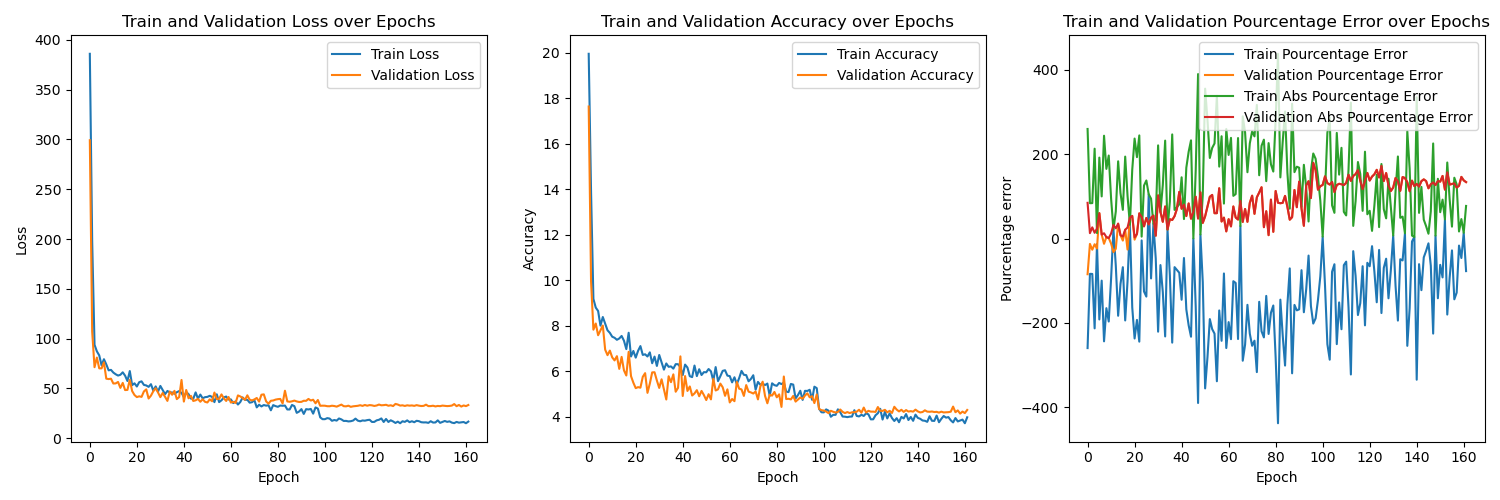 Train and Validation Loss over Epochs
400
350
300
250
200
150
100
50
0
Loss
0 20 40 60 80 100 120 140 160
Epoch
Train Loss
Validation Loss
Train and Validation Accuracy over Epochs
20
18
16
14
12
10
8
6
4
Accuracy
0 20 40 60 80 100 120 140 160
Epoch
Train Accuracy
Validation Accuracy
Train and Validation Pourcentage Error over Epochs
400
200
0
−200
−400
Pourcentage error
0 20 40 60 80 100 120 140 160
Epoch
Train Pourcentage Error
Validation Pourcentage Error
Train Abs Pourcentage Error
Validation Abs Pourcentage Error